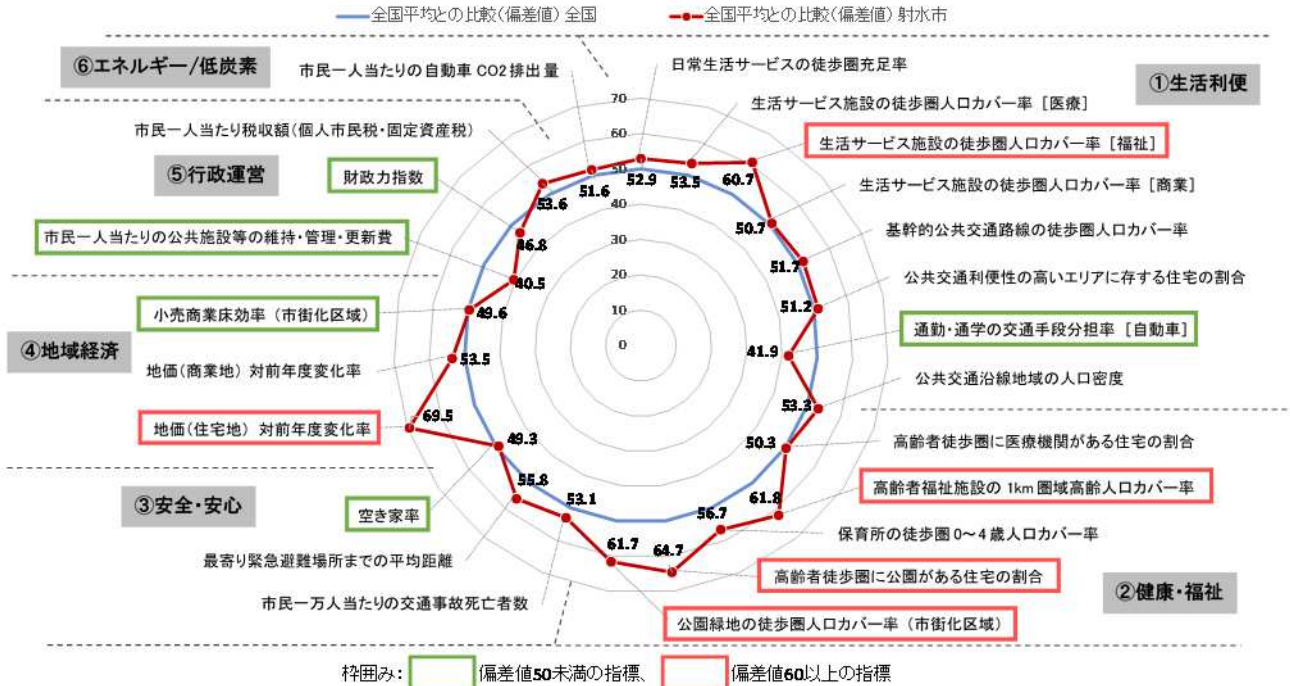 全国平均との比較(偏差値) 全国
全国平均との比較(偏差値) 射水市
⑥エネルギー/低炭素
市民一人当たりの自動車CO2排出量
日常生活サービスの徒歩圏充足率
①生活利便
生活サービス施設の徒歩圏人口カバー率 [医療]
市民一人当たり税収額(個人市民税・固定資産税)
生活サービス施設の徒歩圏人口カバー率 [福祉]
⑤行政運営
財政力指数
生活サービス施設の徒歩圏人口カバー率 [商業]
基幹的公共交通路線の徒歩圏人口カバー率
市民一人当たりの公共施設等の維持・管理・更新費
公共交通利便性の高いエリアに存する住宅の割合
小売商業床効率 (市街化区域)
通勤・通学の交通手段分担率 [自動車]
④地域経済
地価(商業地) 対前年度変化率
公共交通沿線地域の人口密度
地価(住宅地) 対前年度変化率
高齢者徒歩圏に医療機関がある住宅の割合
高齢者福祉施設の1km圏域高齢人口カバー率
③安全・安心
空き家率
保育所の徒歩圏0～4歳人口カバー率
最寄り緊急避難場所までの平均距離
高齢者徒歩圏に公園がある住宅の割合
②健康・福祉
市民一万人当たりの交通事故死亡者数
公園緑地の徒歩圏人口カバー率 (市街化区域)
70
60
50
40
30
20
10
0
52.9
53.5
60.7
50.7
51.7
51.2
41.9
53.3
50.3
61.8
56.7
64.7
61.7
53.1
55.8
49.3
69.5
53.5
49.6
40.5
46.8
53.6
51.6
枠囲み: 偏差値50未満の指標、 偏差値60以上の指標